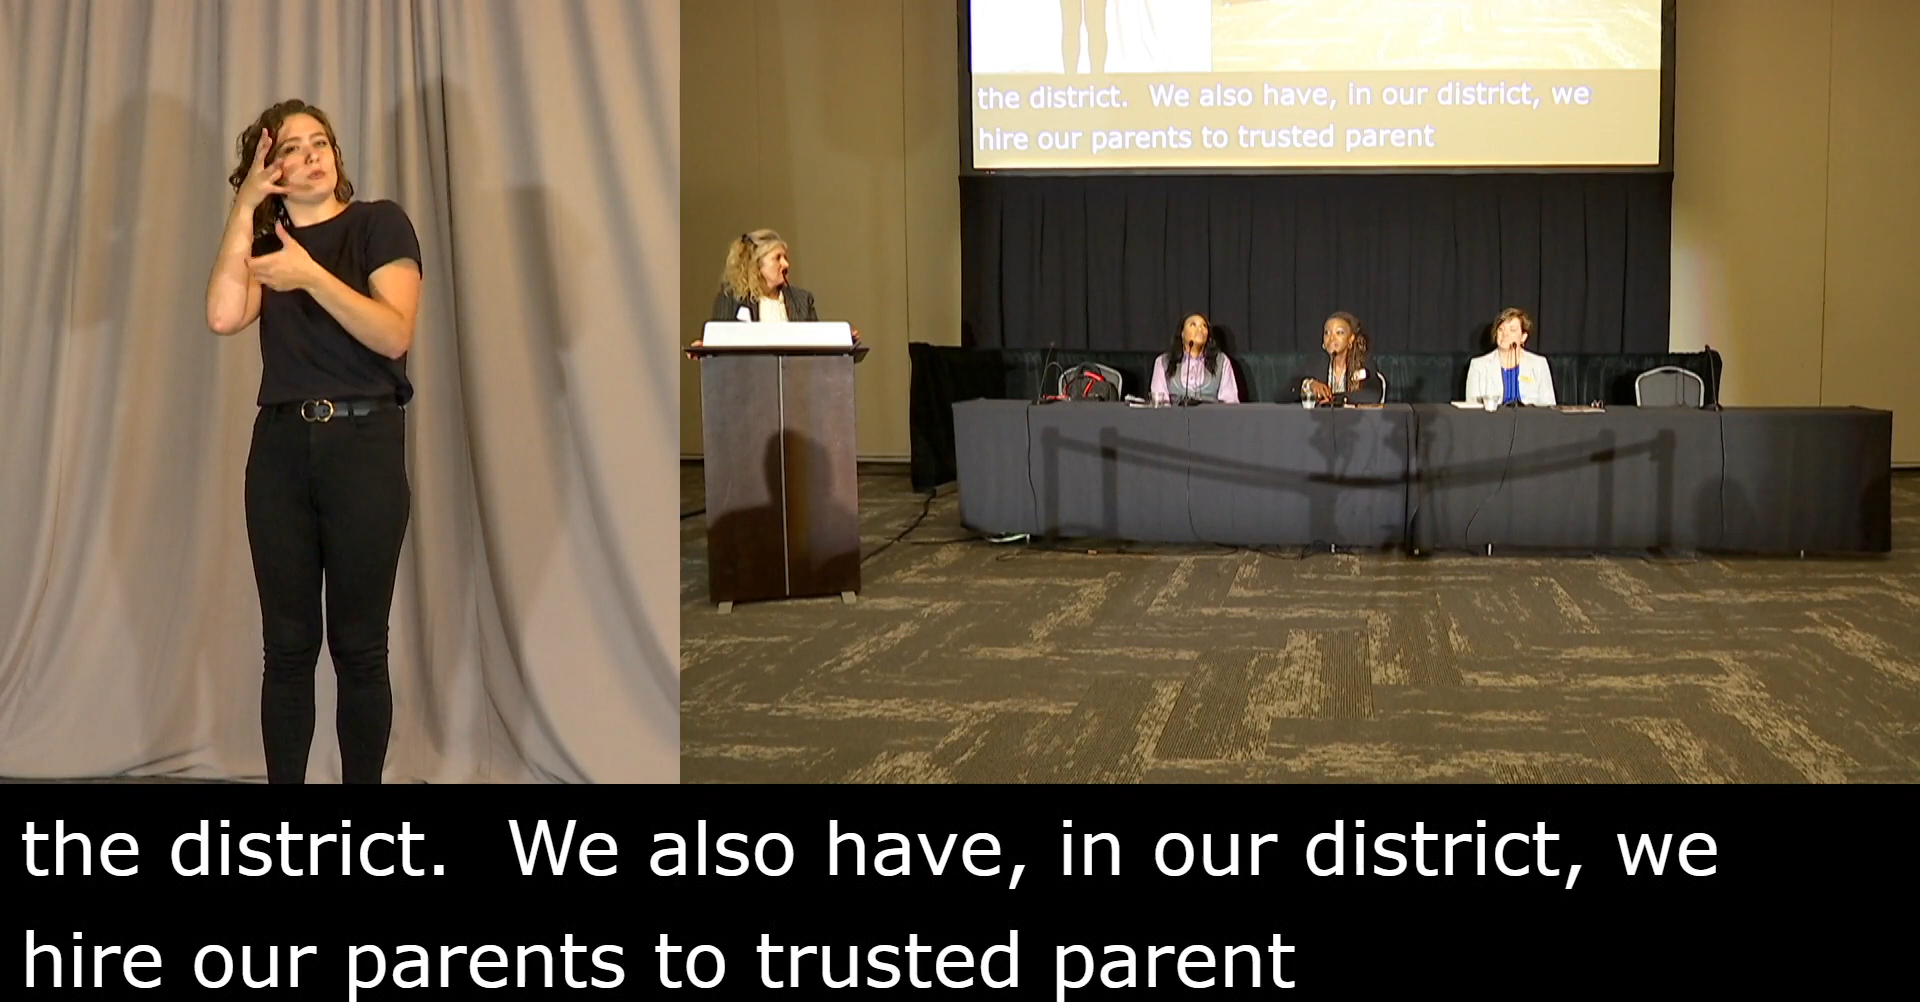 the district.  We also have, in our district, we
hire our parents to trusted parent
the district.  We also have, in our district, we
hire our parents to trusted parent